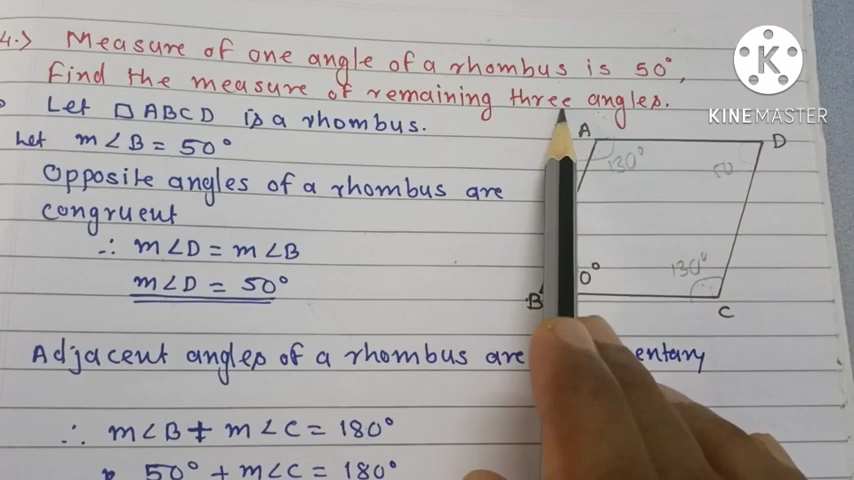 4.> Measure of one angle of a rhombus is 50°,
find the measure of remaining three angles.
Let □ABCD is a rhombus.
Let m∠B = 50°
Opposite angles of a rhombus are
congruent
∴ m∠D = m∠B
m∠D = 50°
Adjacent angles of a rhombus are entary
∴ m∠B + m∠C = 180°
50° + m∠C = 180°
A
D
130°
50
0°
130°
B
C
K
KINEMASTER